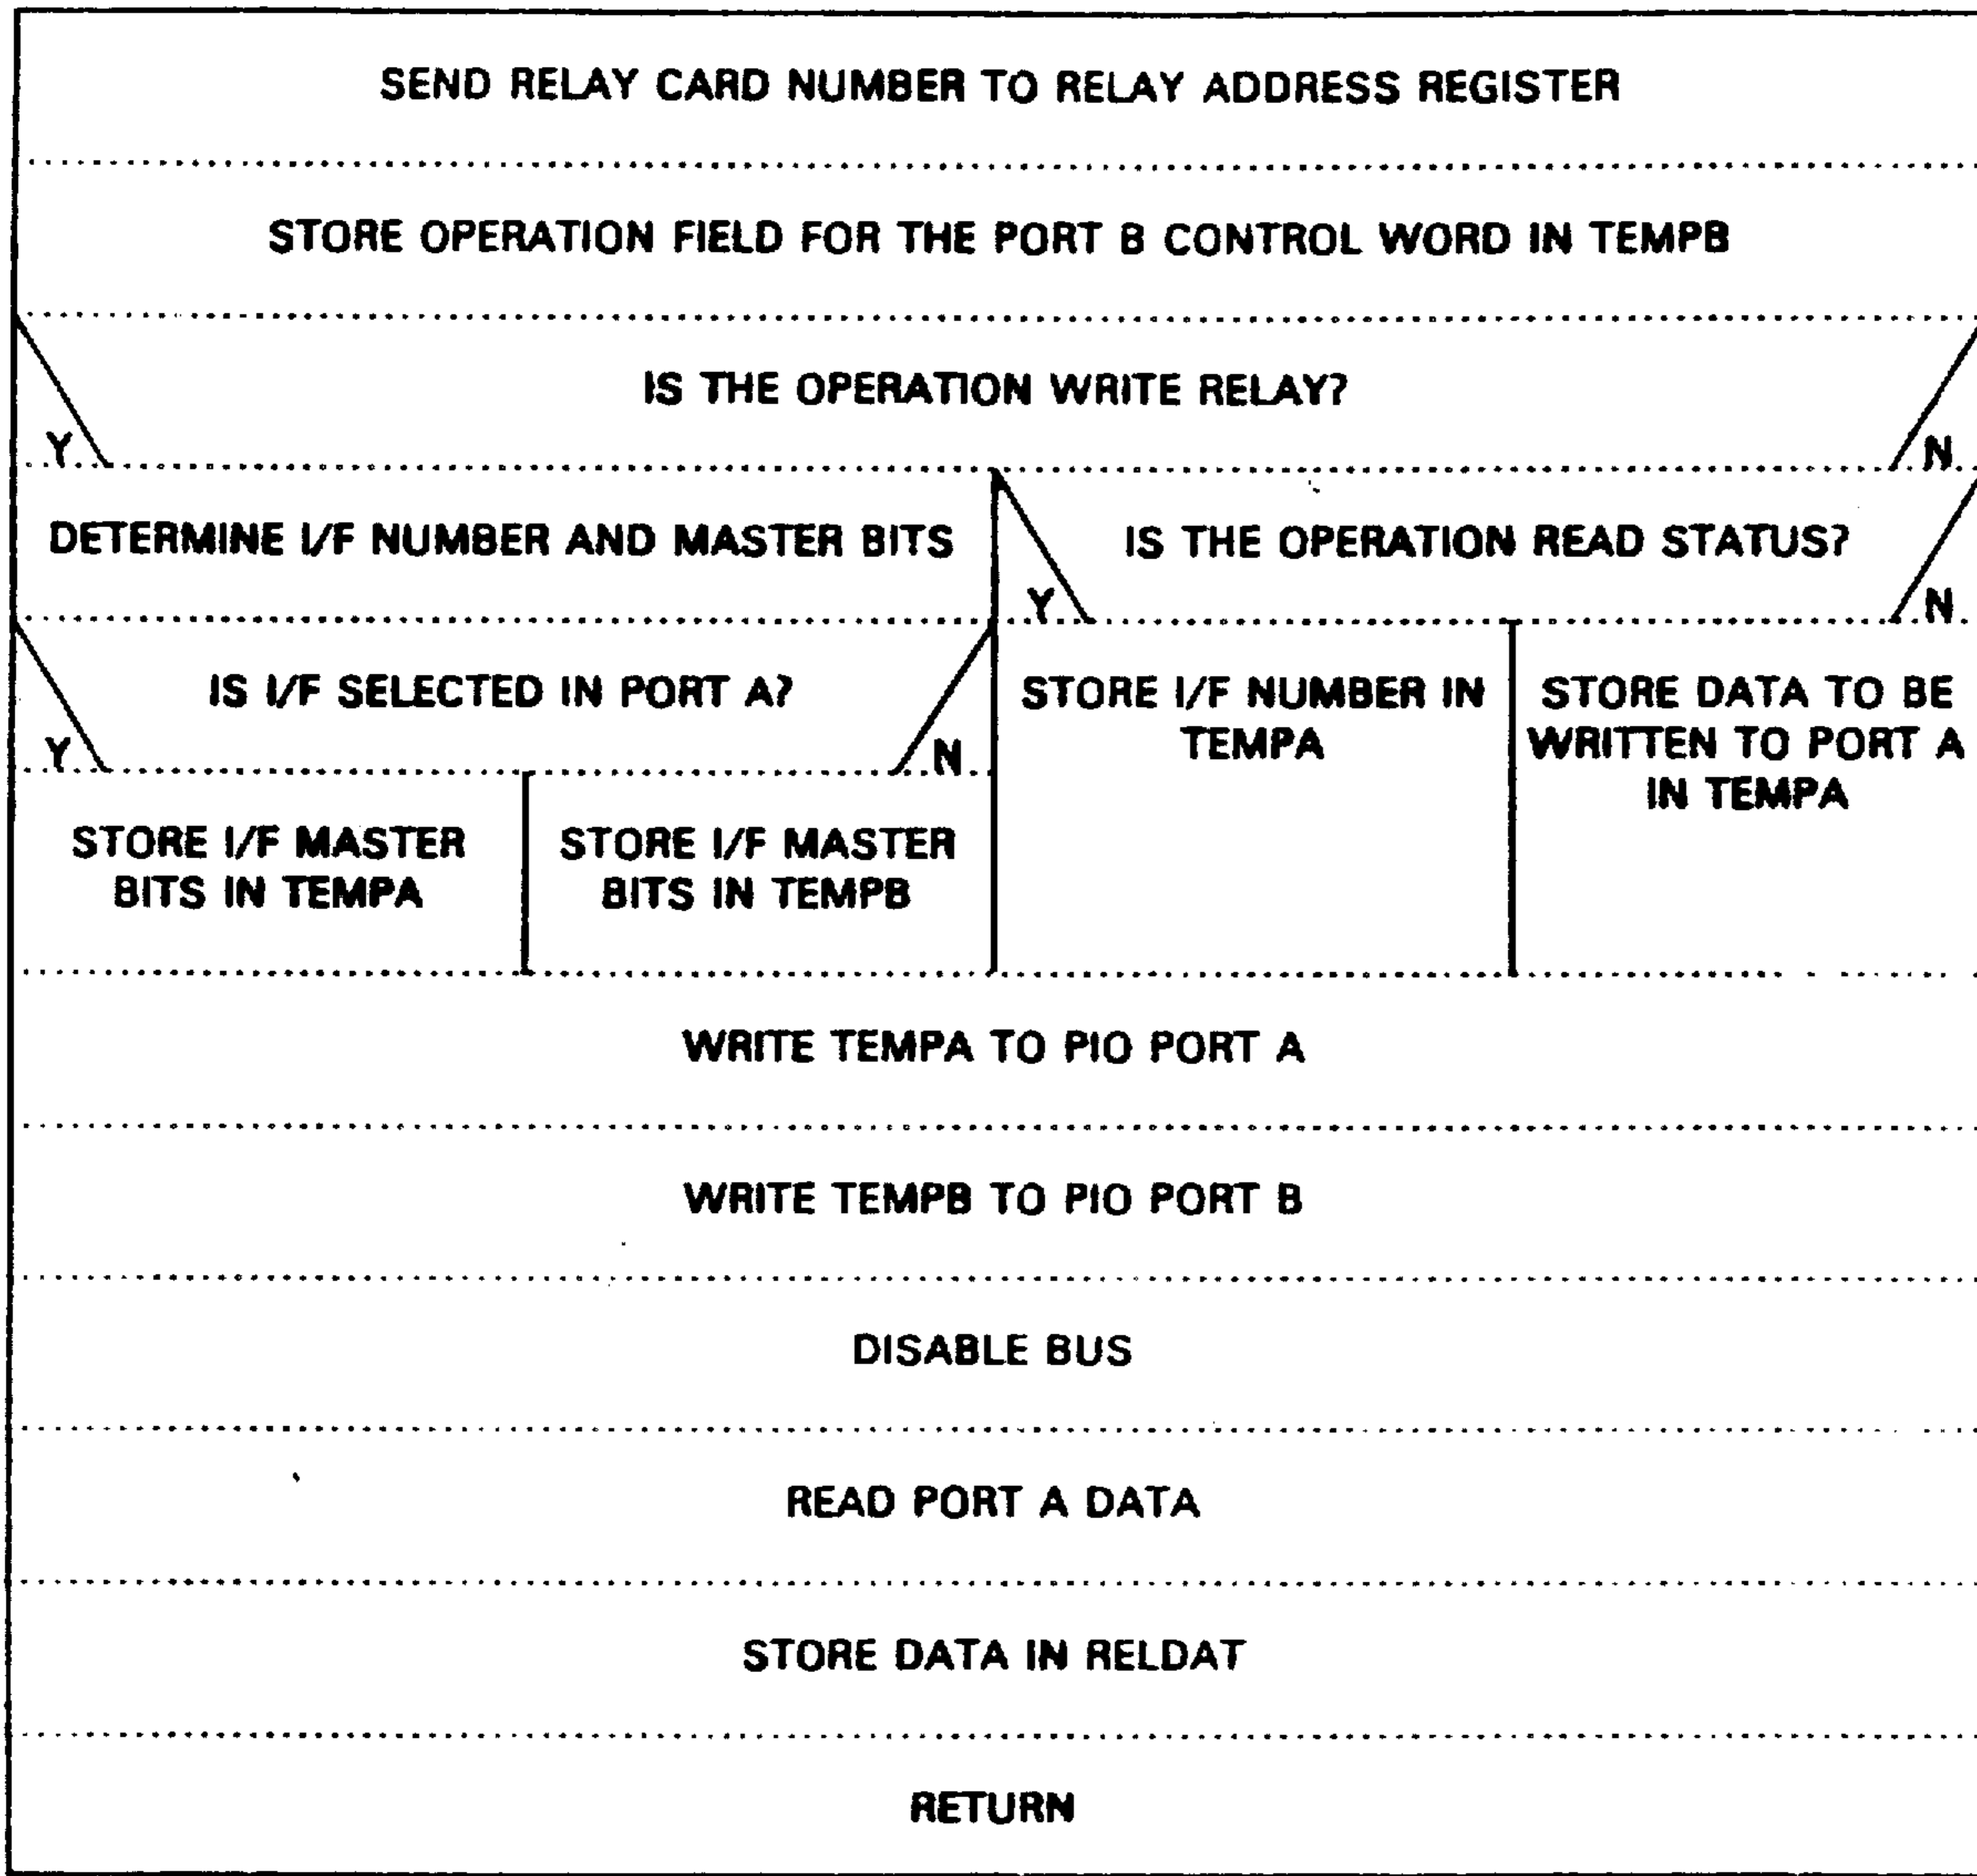 SEND RELAY CARD NUMBER TO RELAY ADDRESS REGISTER
STORE OPERATION FIELD FOR THE PORT B CONTROL WORD IN TEMPB
IS THE OPERATION WRITE RELAY?
Y
N
DETERMINE I/F NUMBER AND MASTER BITS
IS THE OPERATION READ STATUS?
Y
N
IS I/F SELECTED IN PORT A?
Y
N
STORE I/F MASTER
BITS IN TEMPA
STORE I/F MASTER
BITS IN TEMPB
STORE I/F NUMBER IN
TEMPA
STORE DATA TO BE
WRITTEN TO PORT A
IN TEMPA
WRITE TEMPA TO PIO PORT A
WRITE TEMPB TO PIO PORT B
DISABLE BUS
READ PORT A DATA
STORE DATA IN RELDAT
RETURN